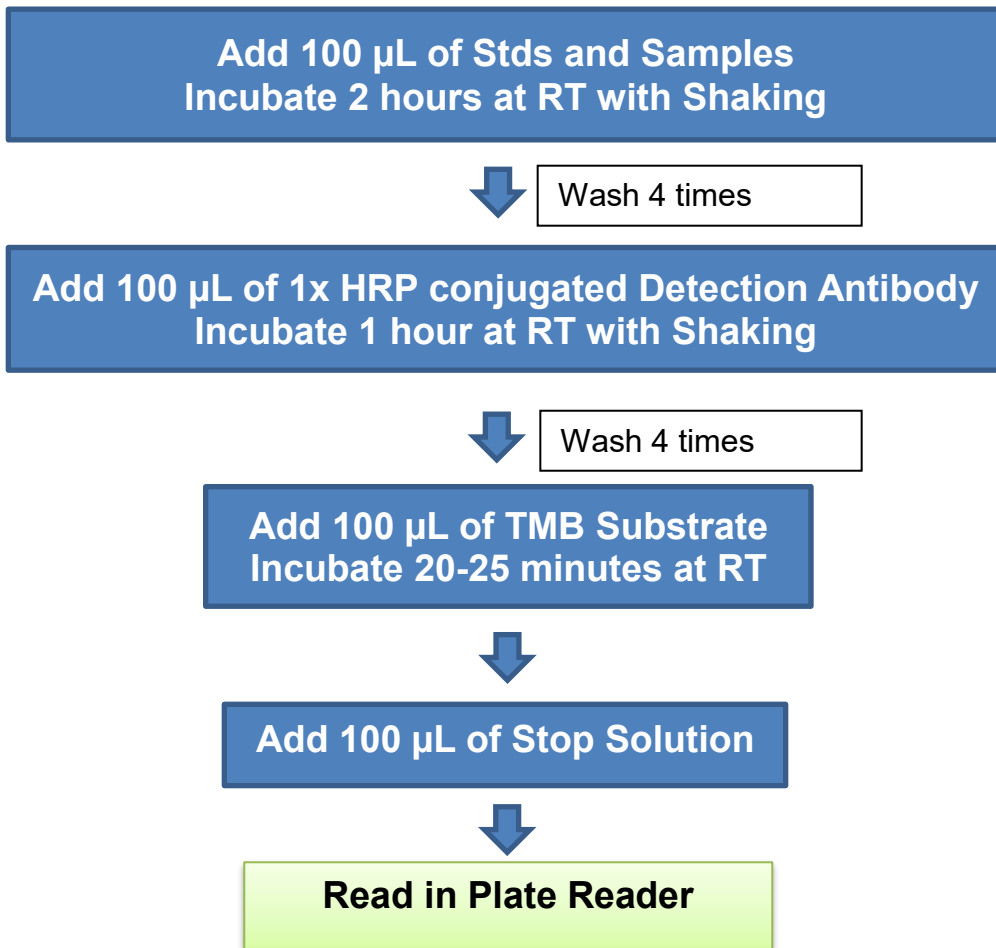 Add 100 µL of Stds and Samples
Incubate 2 hours at RT with Shaking
Wash 4 times
Add 100 µL of 1x HRP conjugated Detection Antibody
Incubate 1 hour at RT with Shaking
Wash 4 times
Add 100 µL of TMB Substrate
Incubate 20-25 minutes at RT
Add 100 µL of Stop Solution
Read in Plate Reader